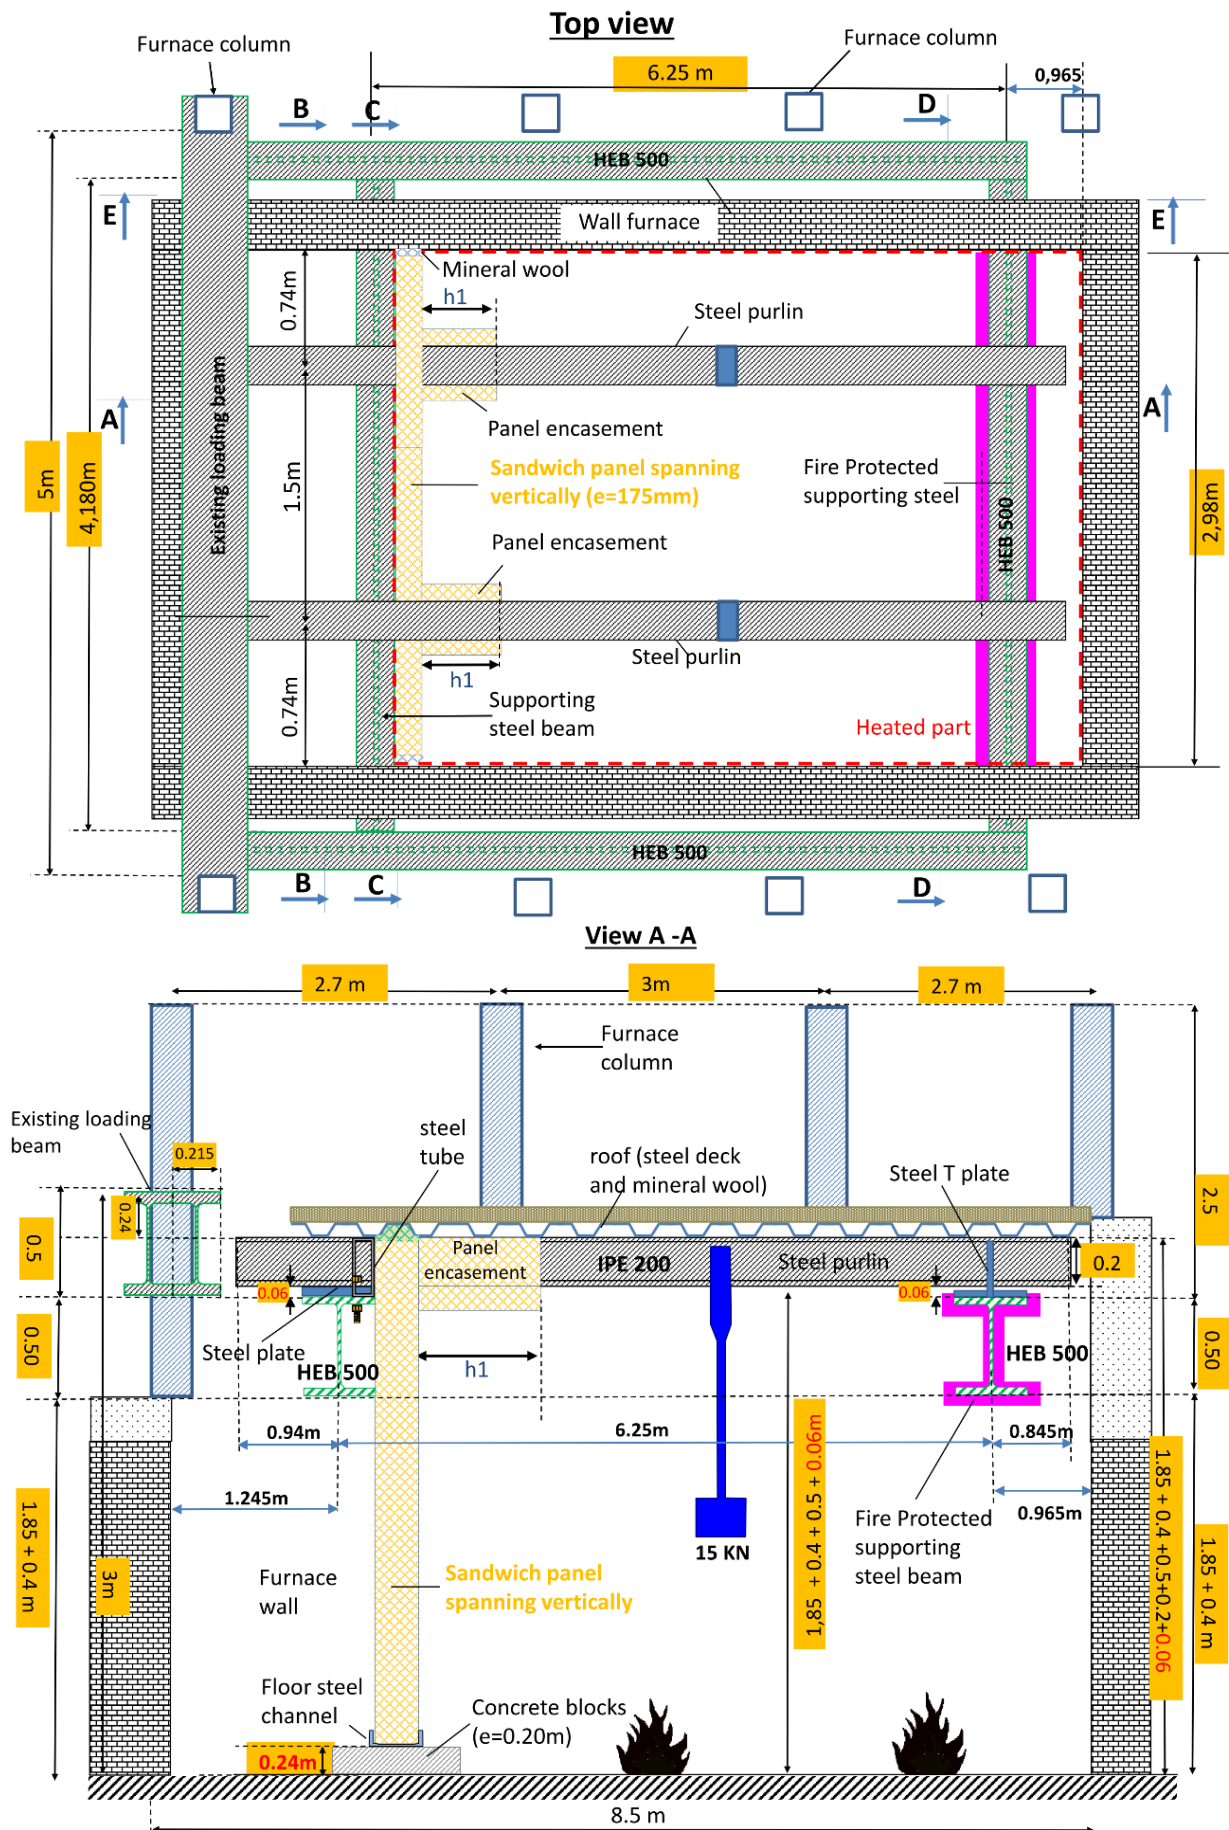 Top view
Furnace column
Furnace column
6.25 m
0,965
B
C
D
HEB 500
E
E
Wall furnace
Mineral wool
h1
0.74m
Steel purlin
A
A
Panel encasement
Existing loading beam
5m
4,180m
1.5m
Sandwich panel spanning
vertically (e=175mm)
Fire Protected
supporting steel
HEB 500
2,98m
Panel encasement
Steel purlin
h1
0.74m
Supporting
steel beam
Heated part
HEB 500
B
C
D
View A -A
2.7 m
3m
2.7 m
Furnace
column
Existing loading
beam
steel
tube
0.215
roof (steel deck
and mineral wool)
Steel T plate
0.24
0.5
2.5
Panel
encasement
IPE 200
Steel purlin
0.2
0.06
0.06
Steel plate
HEB 500
h1
HEB 500
0.50
0.50
0.94m
6.25m
0.845m
1.245m
0.965m
15 KN
Fire Protected
supporting
steel beam
1.85 + 0.4 m
3m
1,85 + 0.4 + 0.5 + 0.06m
1.85 + 0.4 +0.5+0.2+0.06
1.85 + 0.4 m
Furnace
wall
Sandwich panel
spanning vertically
Floor steel
channel
Concrete blocks
(e=0.20m)
0.24m
8.5 m